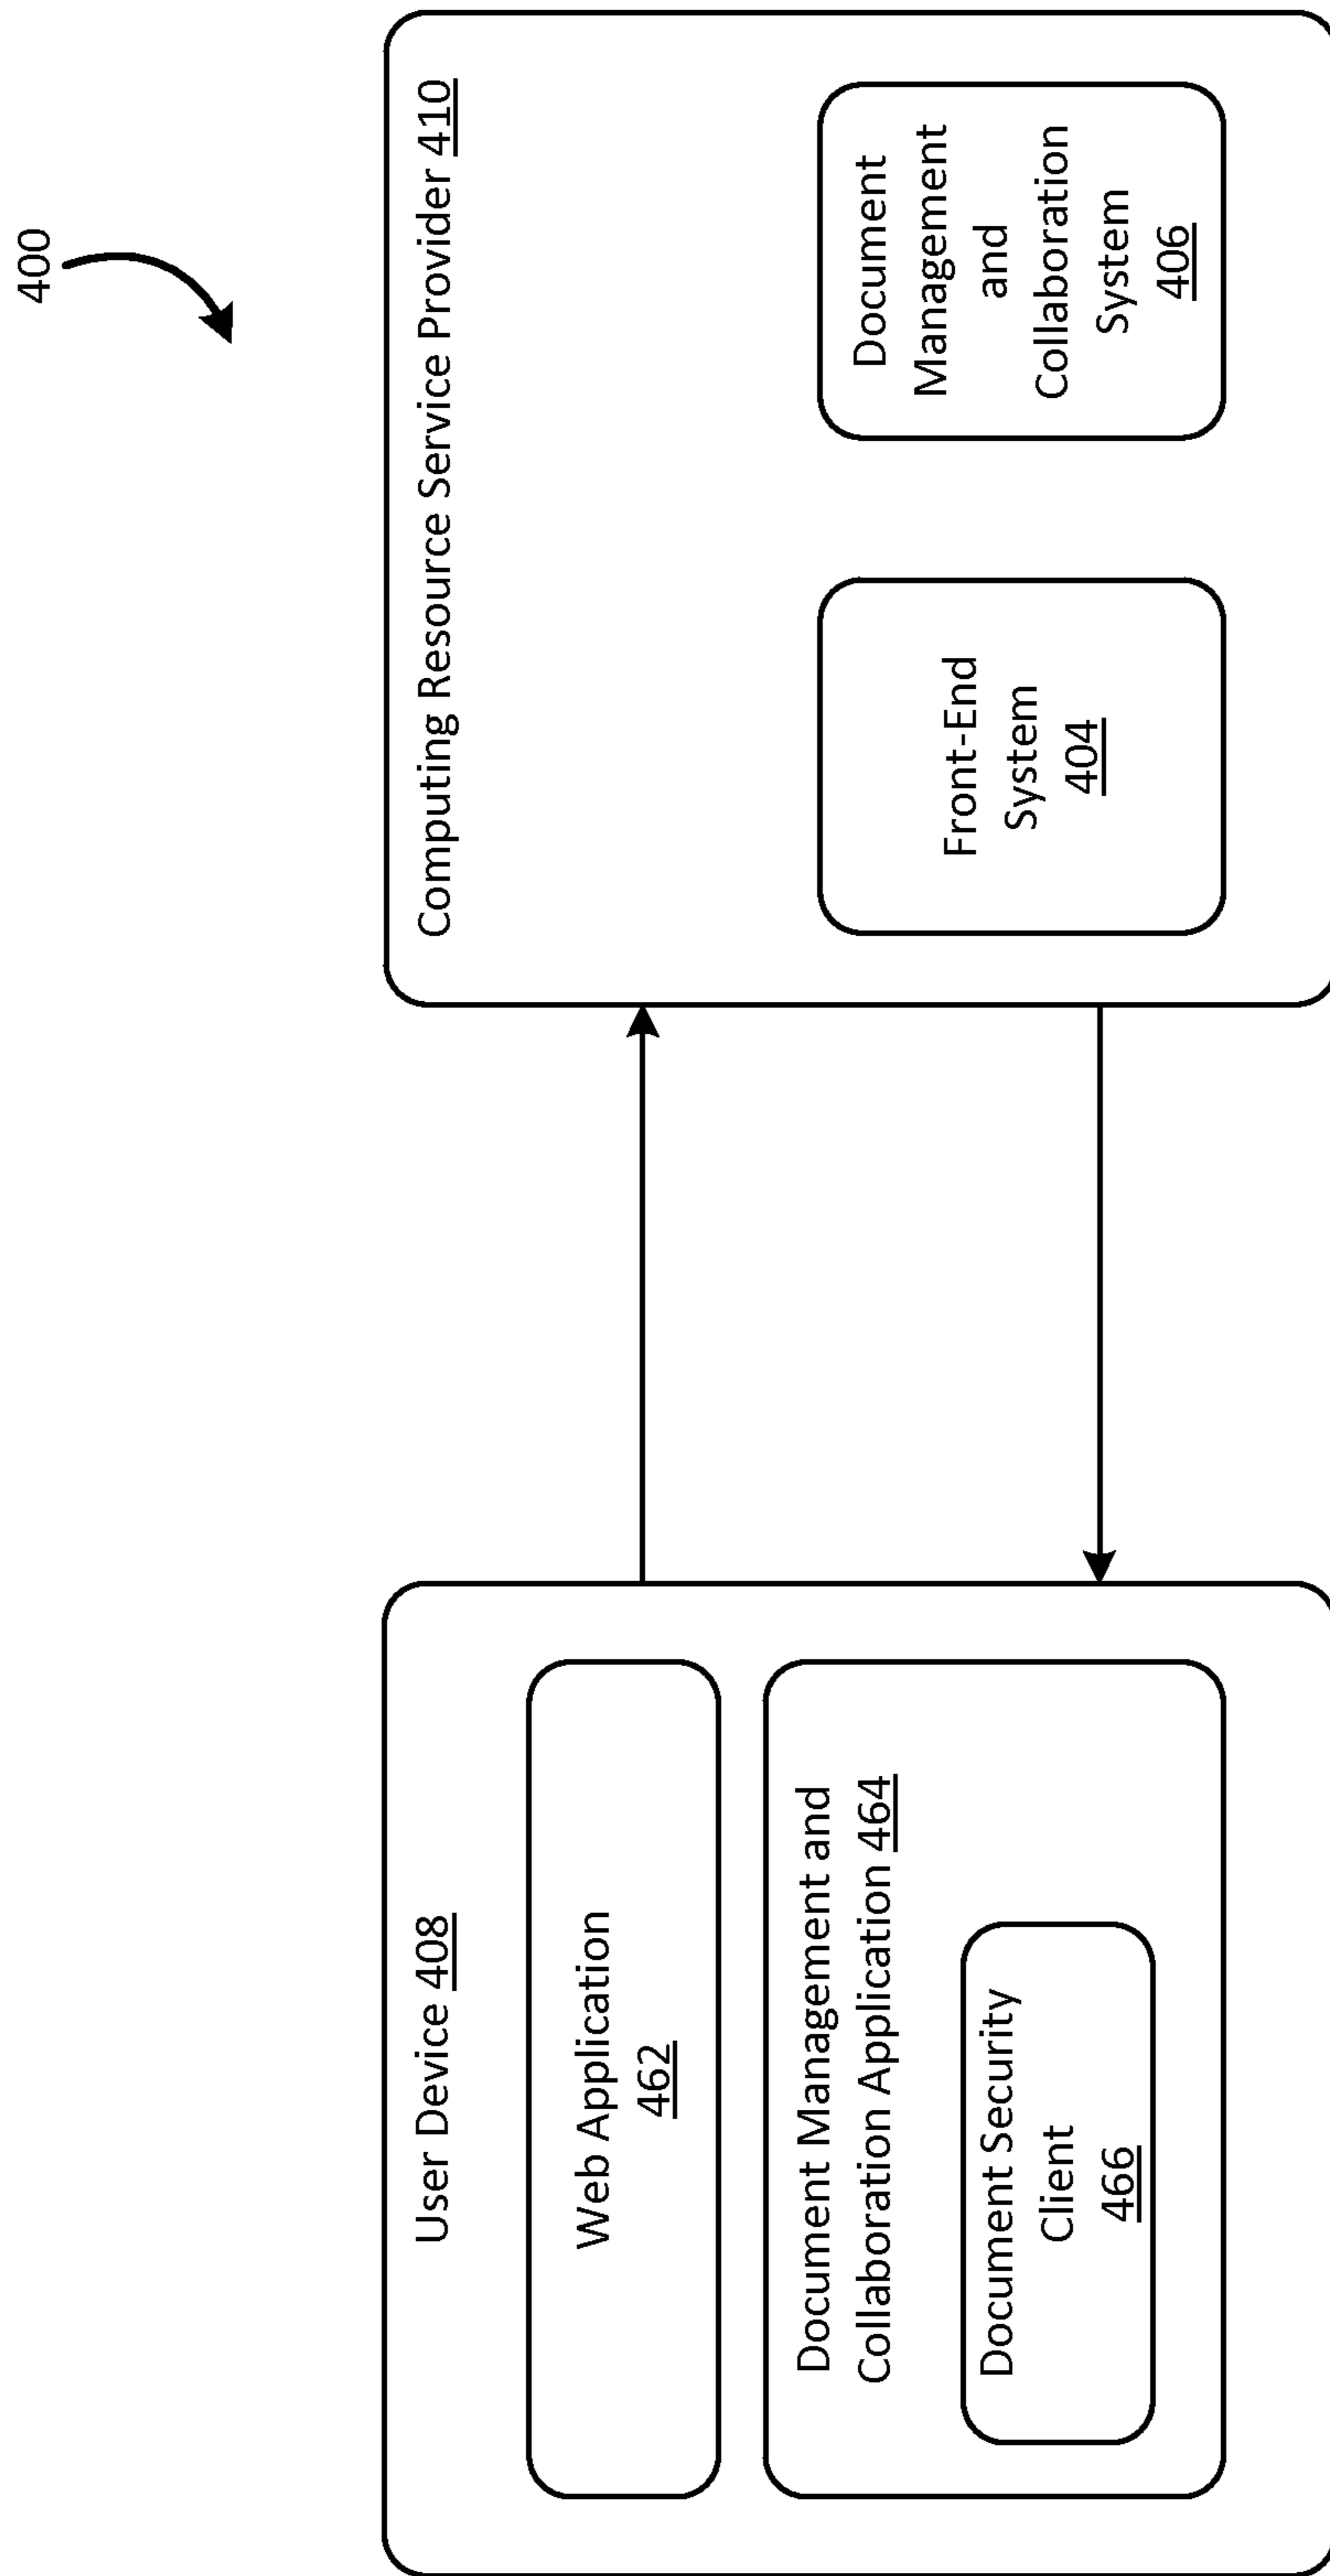 400
User Device 408
Web Application
462
Document Management and
Collaboration Application 464
Document Security
Client
466
Computing Resource Service Provider 410
Front-End
System
404
Document
Management
and
Collaboration
System
406